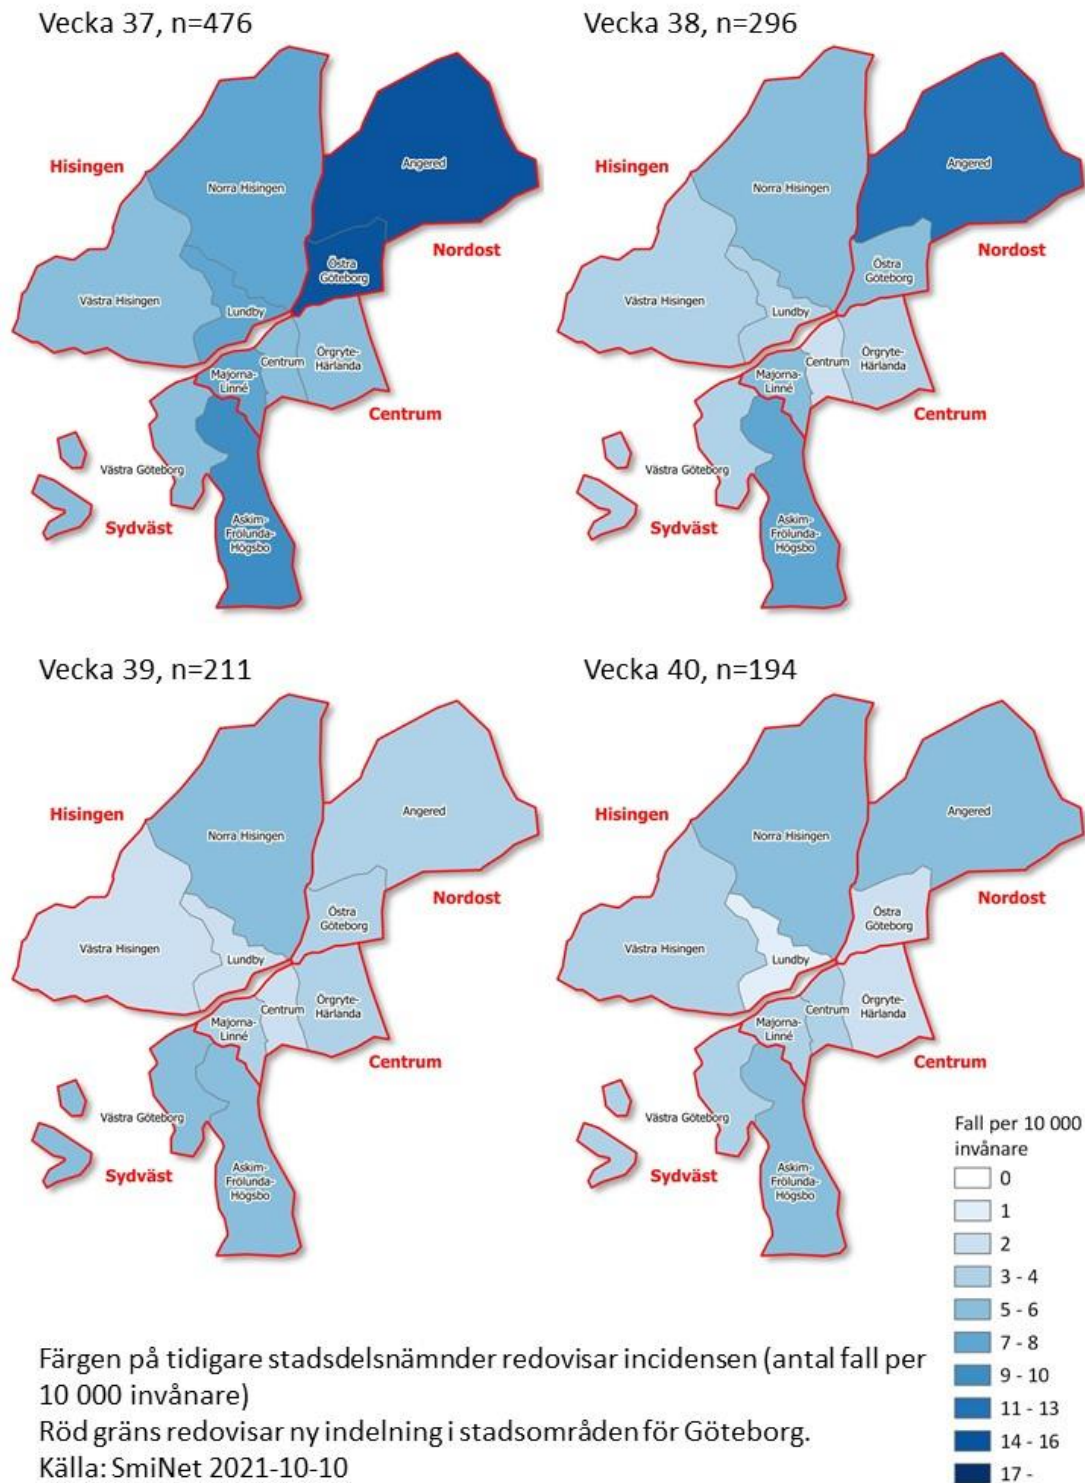 Vecka 37, n=476
Hisingen
Norra Hisingen
Angered
Nordost
Östra
Göteborg
Västra Hisingen
Lundby
Majorna-
Linné
Centrum
Örgryte-
Härlanda
Centrum
Västra Göteborg
Sydväst
Askim-
Frölunda-
Högsbo
Vecka 38, n=296
Hisingen
Norra Hisingen
Angered
Nordost
Östra
Göteborg
Västra Hisingen
Lundby
Majorna-
Linné
Centrum
Örgryte-
Härlanda
Centrum
Västra Göteborg
Sydväst
Askim-
Frölunda-
Högsbo
Vecka 39, n=211
Hisingen
Norra Hisingen
Angered
Nordost
Östra
Göteborg
Västra Hisingen
Lundby
Majorna-
Linné
Centrum
Örgryte-
Härlanda
Centrum
Västra Göteborg
Sydväst
Askim-
Frölunda-
Högsbo
Vecka 40, n=194
Hisingen
Norra Hisingen
Angered
Nordost
Östra
Göteborg
Västra Hisingen
Lundby
Majorna-
Linné
Centrum
Örgryte-
Härlanda
Centrum
Västra Göteborg
Sydväst
Askim-
Frölunda-
Högsbo
Fall per 10 000
invånare
0
1
2
3 - 4
5 - 6
7 - 8
9 - 10
11 - 13
14 - 16
17 -
Färgen på tidigare stadsdelsnämnder redovisar incidensen (antal fall per
10 000 invånare)
Röd gräns redovisar ny indelning i stadsområden för Göteborg.
Källa: SmiNet 2021-10-10